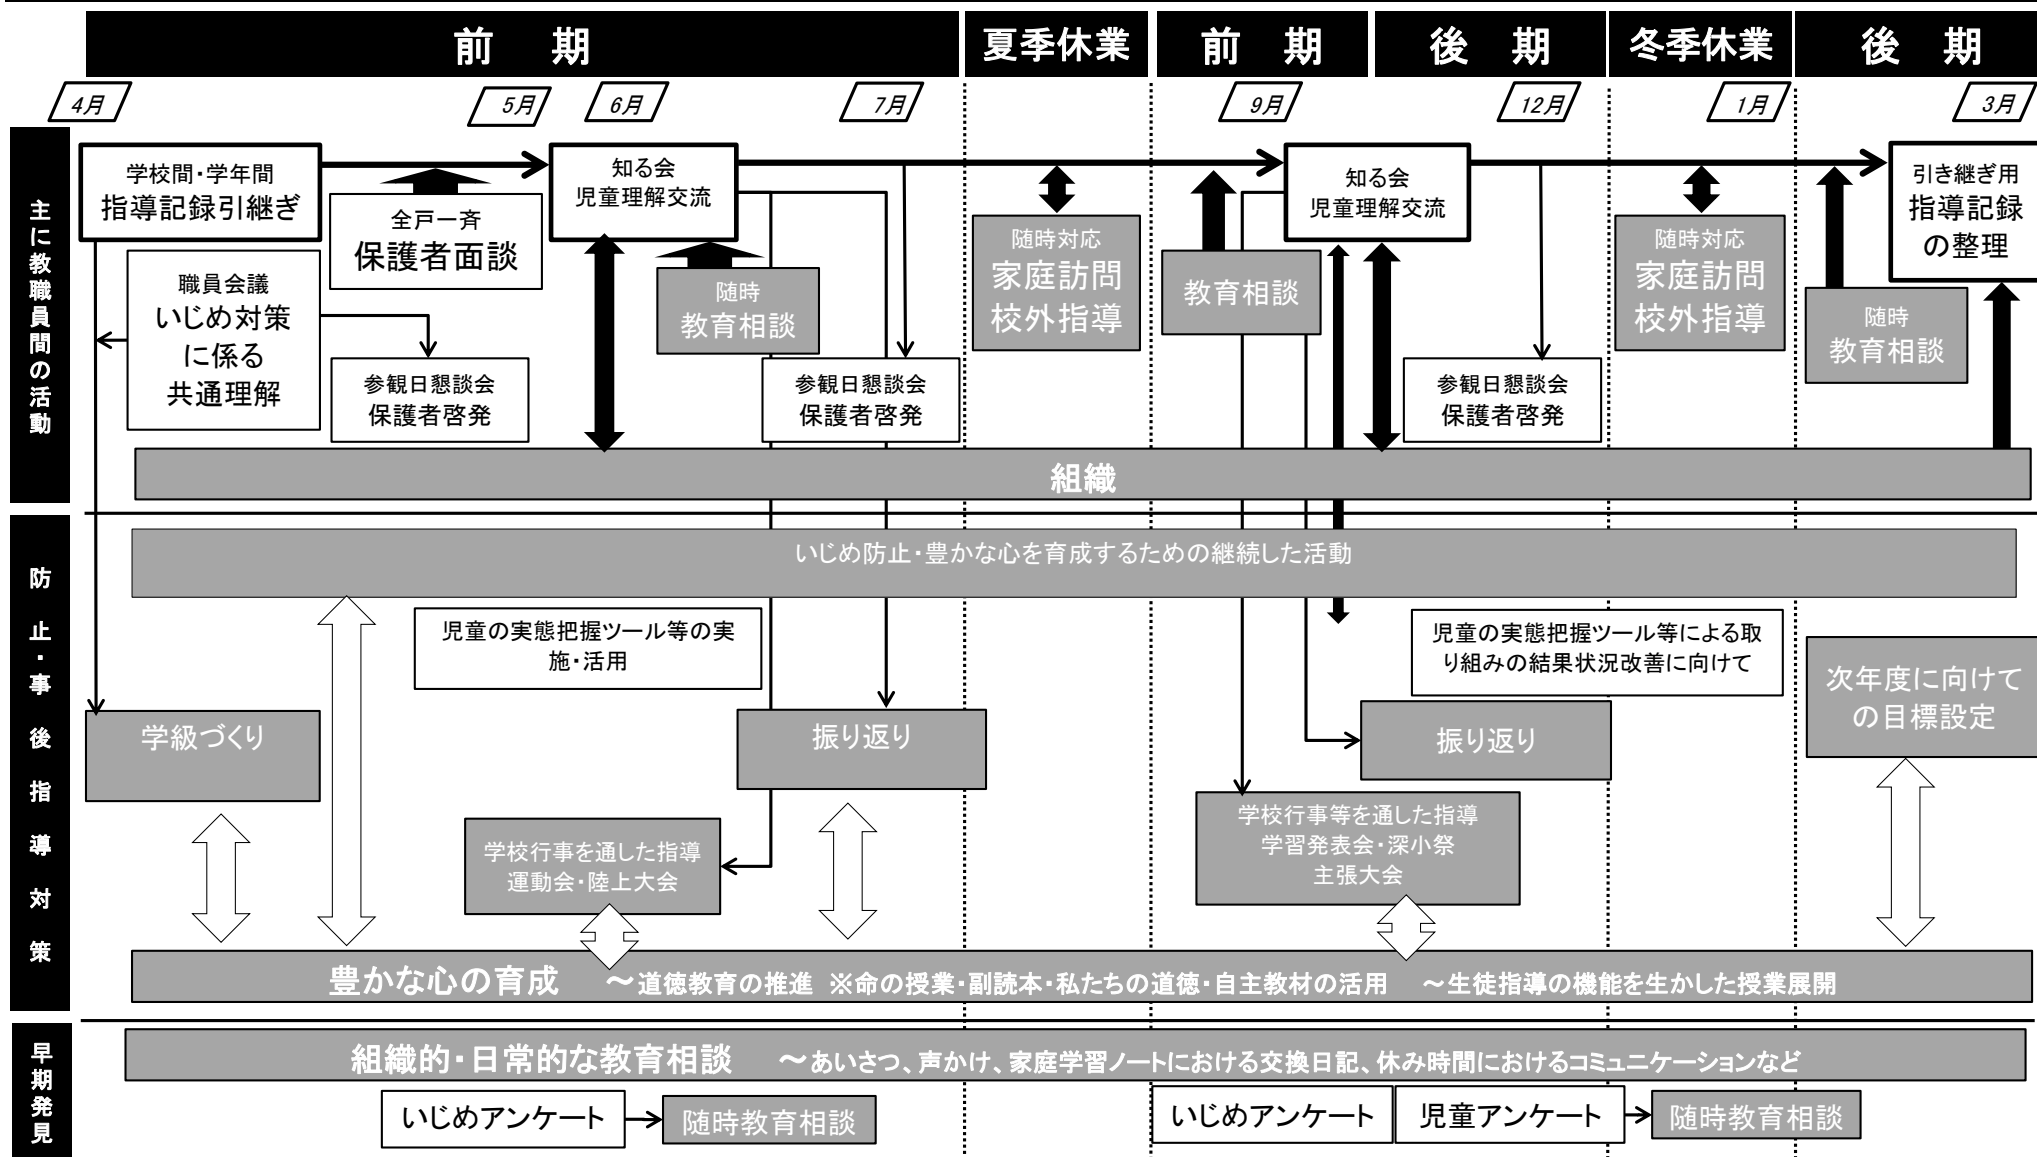 前　期
夏季休業
前　期
後　期
冬季休業
後　期
4月
5月
6月
7月
9月
12月
1月
3月
主に教職員間の活動
学校間・学年間
指導記録引継ぎ
全戸一斉
保護者面談
職員会議
いじめ対策
に係る
共通理解
参観日懇談会
保護者啓発
知る会
児童理解交流
随時
教育相談
参観日懇談会
保護者啓発
随時対応
家庭訪問
校外指導
教育相談
知る会
児童理解交流
参観日懇談会
保護者啓発
随時対応
家庭訪問
校外指導
随時
教育相談
引き継ぎ用
指導記録
の整理
組織
防止・事後指導対策
いじめ防止・豊かな心を育成するための継続した活動
児童の実態把握ツール等の実
施・活用
児童の実態把握ツール等による取
り組みの結果状況改善に向けて
学級づくり
振り返り
振り返り
次年度に向けて
の目標設定
学校行事を通した指導
運動会・陸上大会
学校行事等を通した指導
学習発表会・深小祭
主張大会
豊かな心の育成　～道徳教育の推進 ※命の授業・副読本・私たちの道徳・自主教材の活用　～生徒指導の機能を生かした授業展開
早期発見
組織的・日常的な教育相談　～あいさつ、声かけ、家庭学習ノートにおける交換日記、休み時間におけるコミュニケーションなど
いじめアンケート
随時教育相談
いじめアンケート
児童アンケート
随時教育相談